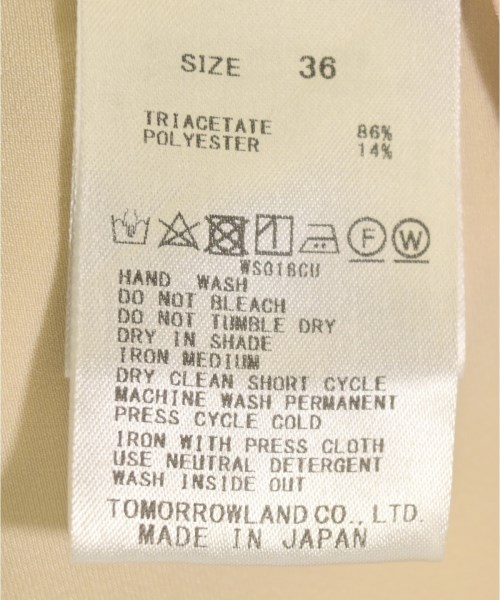 SIZE 36
TRIACETATE 86%
POLYESTER 14%
F W
WS018CU
HAND WASH
DO NOT BLEACH
DO NOT TUMBLE DRY
DRY IN SHADE
IRON MEDIUM
DRY CLEAN SHORT CYCLE
MACHINE WASH PERMANENT
PRESS CYCLE COLD
IRON WITH PRESS CLOTH
USE NEUTRAL DETERGENT
WASH INSIDE OUT
TOMORROWLAND CO., LTD.
MADE IN JAPAN